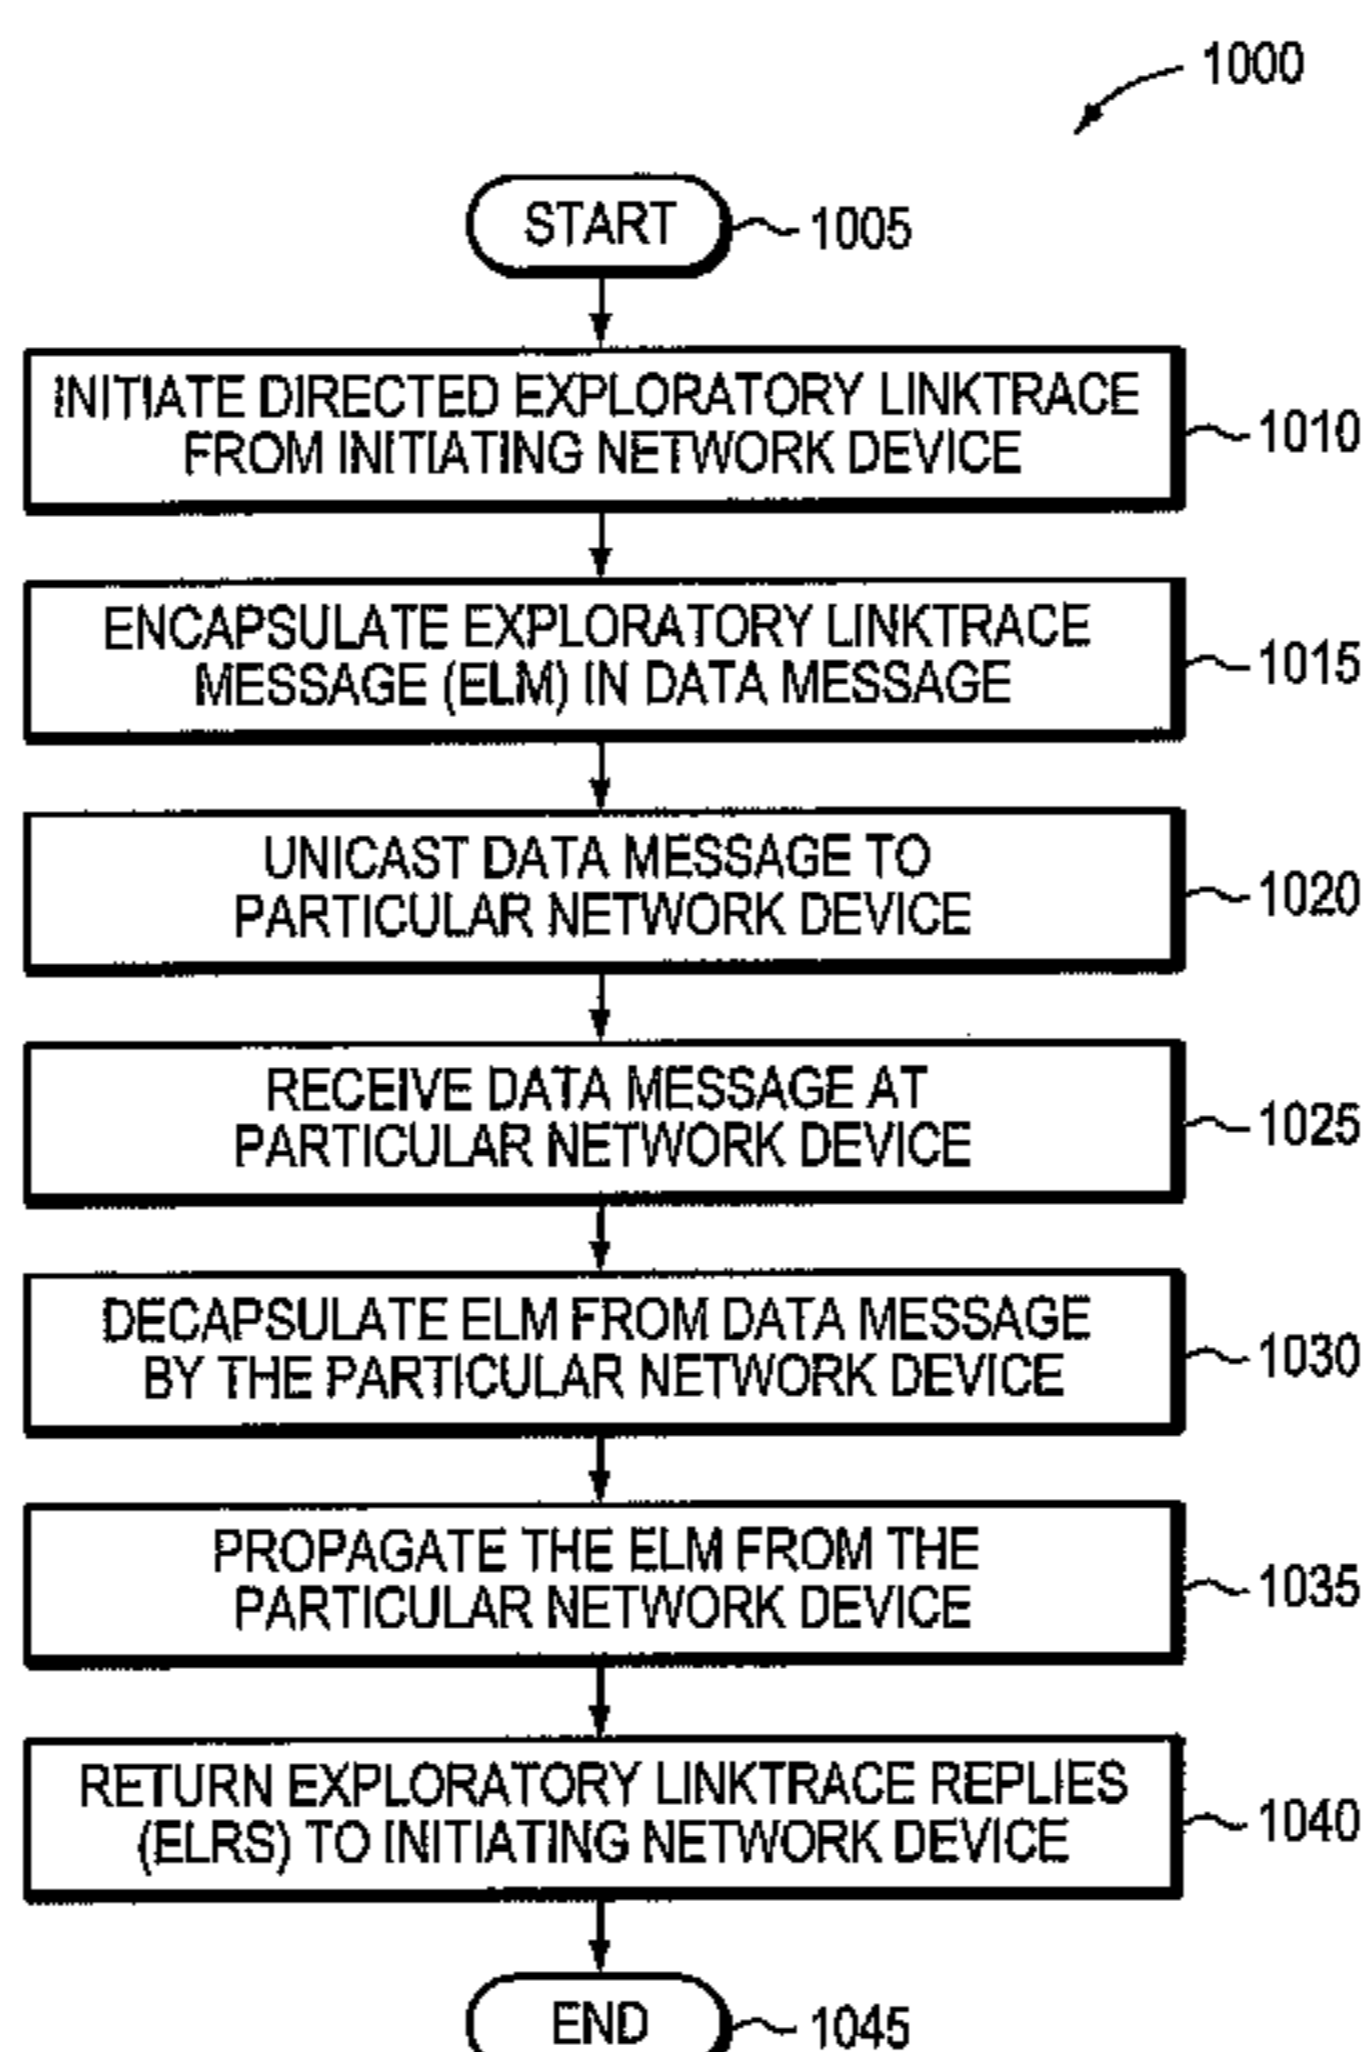 1000
START
1005
INITIATE DIRECTED EXPLORATORY LINKTRACE
FROM INITIATING NETWORK DEVICE
1010
ENCAPSULATE EXPLORATORY LINKTRACE
MESSAGE (ELM) IN DATA MESSAGE
1015
UNICAST DATA MESSAGE TO
PARTICULAR NETWORK DEVICE
1020
RECEIVE DATA MESSAGE AT
PARTICULAR NETWORK DEVICE
1025
DECAPSULATE ELM FROM DATA MESSAGE
BY THE PARTICULAR NETWORK DEVICE
1030
PROPAGATE THE ELM FROM THE
PARTICULAR NETWORK DEVICE
1035
RETURN EXPLORATORY LINKTRACE REPLIES
(ELRS) TO INITIATING NETWORK DEVICE
1040
END
1045